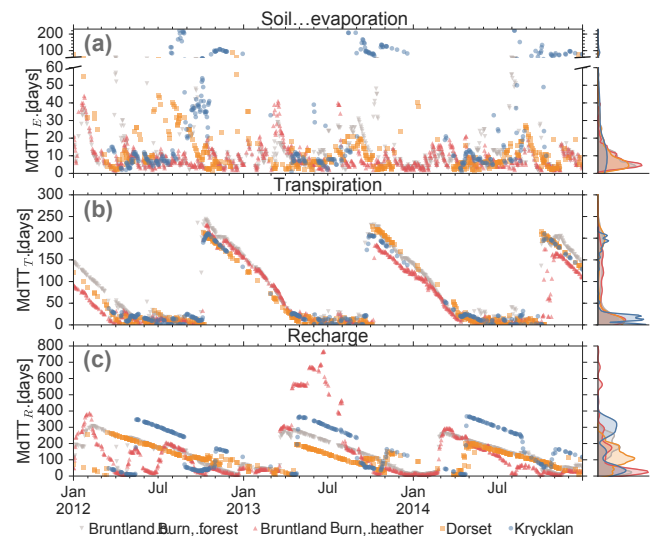 Soil…evaporation
(a)
220
100
60
50
40
30
20
10
0
MdTT E·[days]
Transpiration
(b)
300
250
200
150
100
50
0
MdTT T·[days]
Recharge
(c)
800
700
600
500
400
300
200
100
0
MdTT R·[days]
Jan Jul Jan Jul Jan Jul
2012 2013 2014
Bruntland Burn,..forest Bruntland Burn,..heather Dorset Krycklan